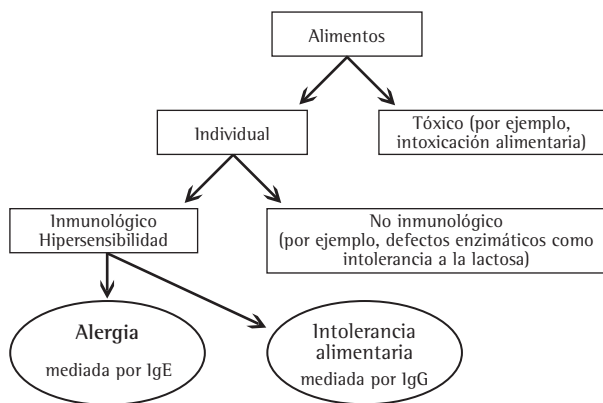 Alimentos
Individual
Tóxico (por ejemplo,
intoxicación alimentaria)
Inmunológico
Hipersensibilidad
No inmunológico
(por ejemplo, defectos enzimáticos como
intolerancia a la lactosa)
Alergia
mediada por IgE
Intolerancia
alimentaria
mediada por IgG